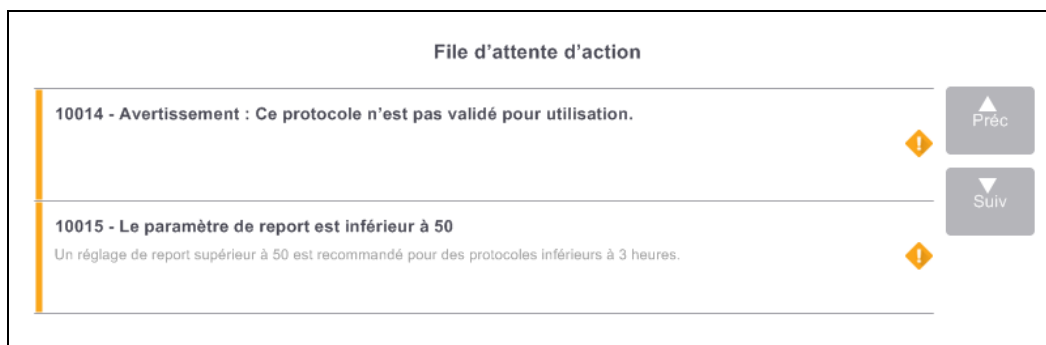 File d’attente d’action
10014 - Avertissement : Ce protocole n’est pas validé pour utilisation.
Préc
Suiv
10015 - Le paramètre de report est inférieur à 50
Un réglage de report supérieur à 50 est recommandé pour des protocoles inférieurs à 3 heures.